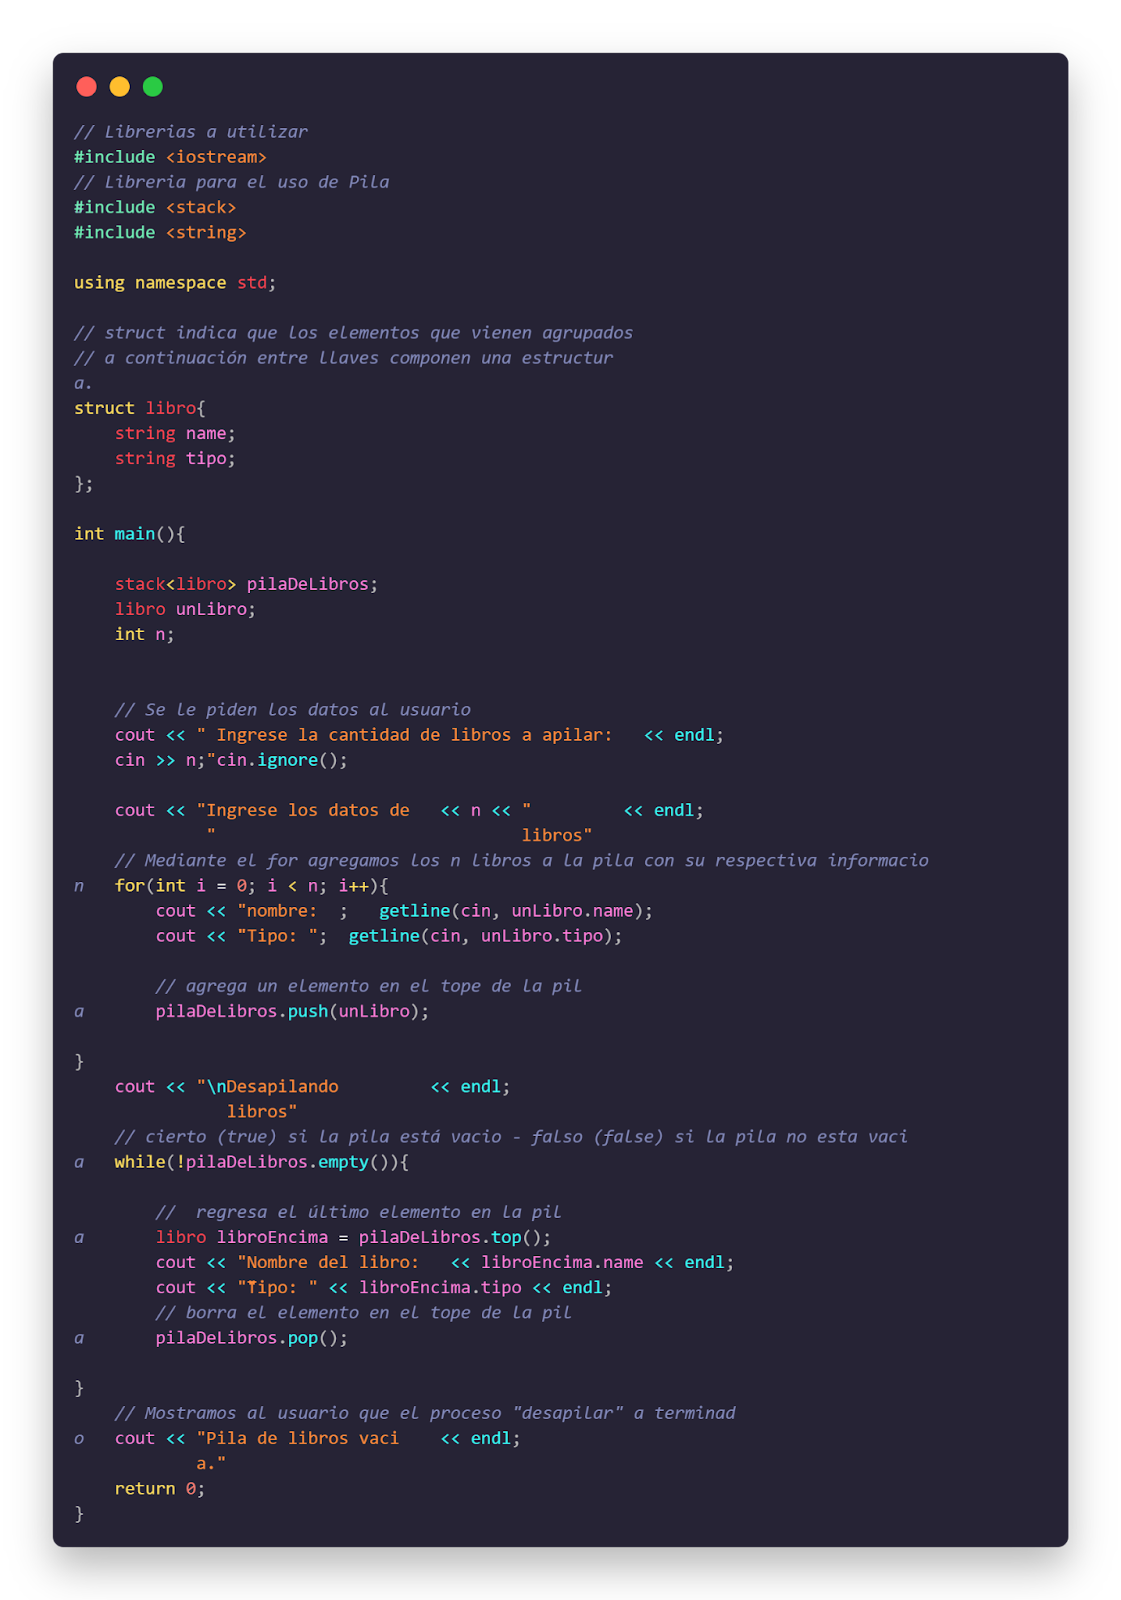 // Librerias a utilizar
#include <iostream>
// Libreria para el uso de Pila
#include <stack>
#include <string>
using namespace std;
// struct indica que los elementos que vienen agrupados
// a continuación entre llaves componen una estructur
a.
struct libro{
    string name;
    string tipo;
};
int main(){
    stack<libro> pilaDeLibros;
    libro unLibro;
    int n;
    // Se le piden los datos al usuario
    cout << " Ingrese la cantidad de libros a apilar:   << endl;
    cin >> n;"cin.ignore();
    cout << "Ingrese los datos de   << n << "         << endl;
             "                              libros"
    // Mediante el for agregamos los n libros a la pila con su respectiva informacio
n   for(int i = 0; i < n; i++){
        cout << "nombre:  ;   getline(cin, unLibro.name);
        cout << "Tipo: ";  getline(cin, unLibro.tipo);
        // agrega un elemento en el tope de la pil
a       pilaDeLibros.push(unLibro);
}
    cout << "\nDesapilando         << endl;
               libros"
    // cierto (true) si la pila está vacio - falso (false) si la pila no esta vaci
a   while(!pilaDeLibros.empty()){
        //  regresa el último elemento en la pil
a       libro libroEncima = pilaDeLibros.top();
        cout << "Nombre del libro:   << libroEncima.name << endl;
        cout << "Tipo: " << libroEncima.tipo << endl;
        // borra el elemento en el tope de la pil
a       pilaDeLibros.pop();
}
    // Mostramos al usuario que el proceso "desapilar" a terminad
o   cout << "Pila de libros vaci    << endl;
            a."
    return 0;
}